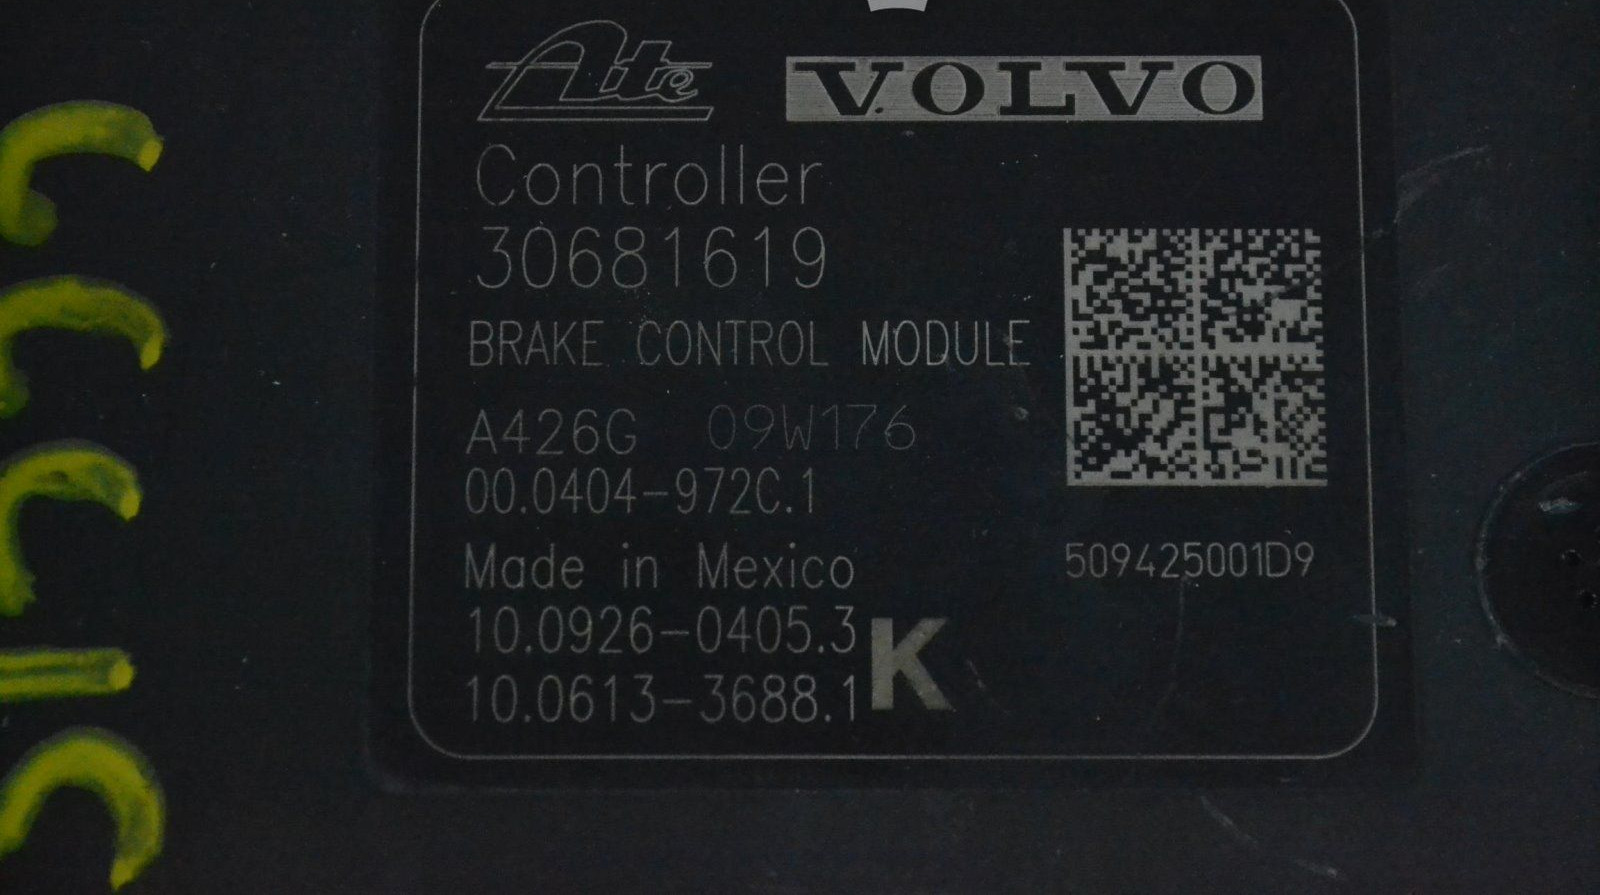 Ate VOLVO
Controller
30681619
BRAKE CONTROL MODULE
A426G 09W176
00.0404-972C.1
Made in Mexico
509425001D9
10.0926-0405.3
10.0613-3688.1 K